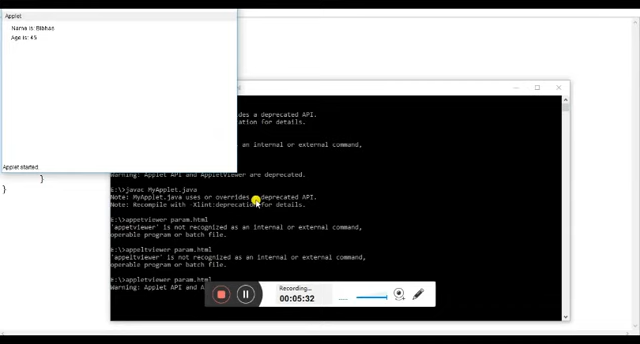 Applet
Name is: Bibhas
Age is: 45
Applet started
}
}
des a deprecated API.
ation for details.
an internal or external command,
Warning: Applet API and AppletViewer are deprecated.
E:\>javac MyApplet.java
Note: MyApplet.java uses or overrides a deprecated API.
Note: Recompile with -Xlint:deprecation for details.
E:\>appetviewer param.html
'appetviewer' is not recognized as an internal or external command,
operable program or batch file.
E:\>
param.html
is not recognized as an internal or external command,
operable program or batch file.
E:\>appletviewer param.html
Warning: Applet API and A
Recording...
00:05:32